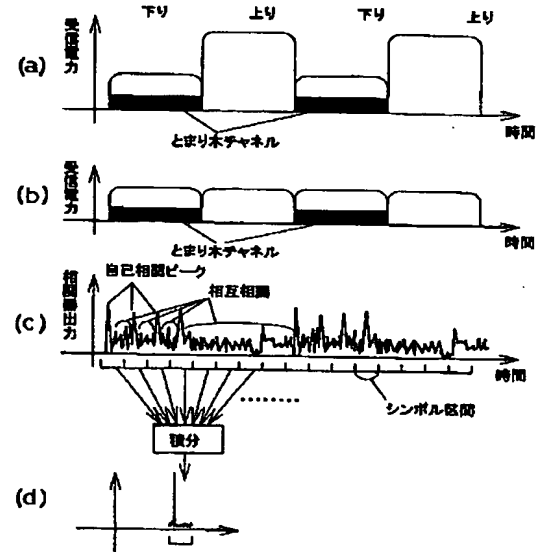 下り 上り 下り 上り
(a)
受信電力
とまり木チャネル
時間
(b)
受信電力
とまり木チャネル
時間
自己相関ピーク
相互相関
(c)
相関器出力
時間
シンボル区間
積分
(d)